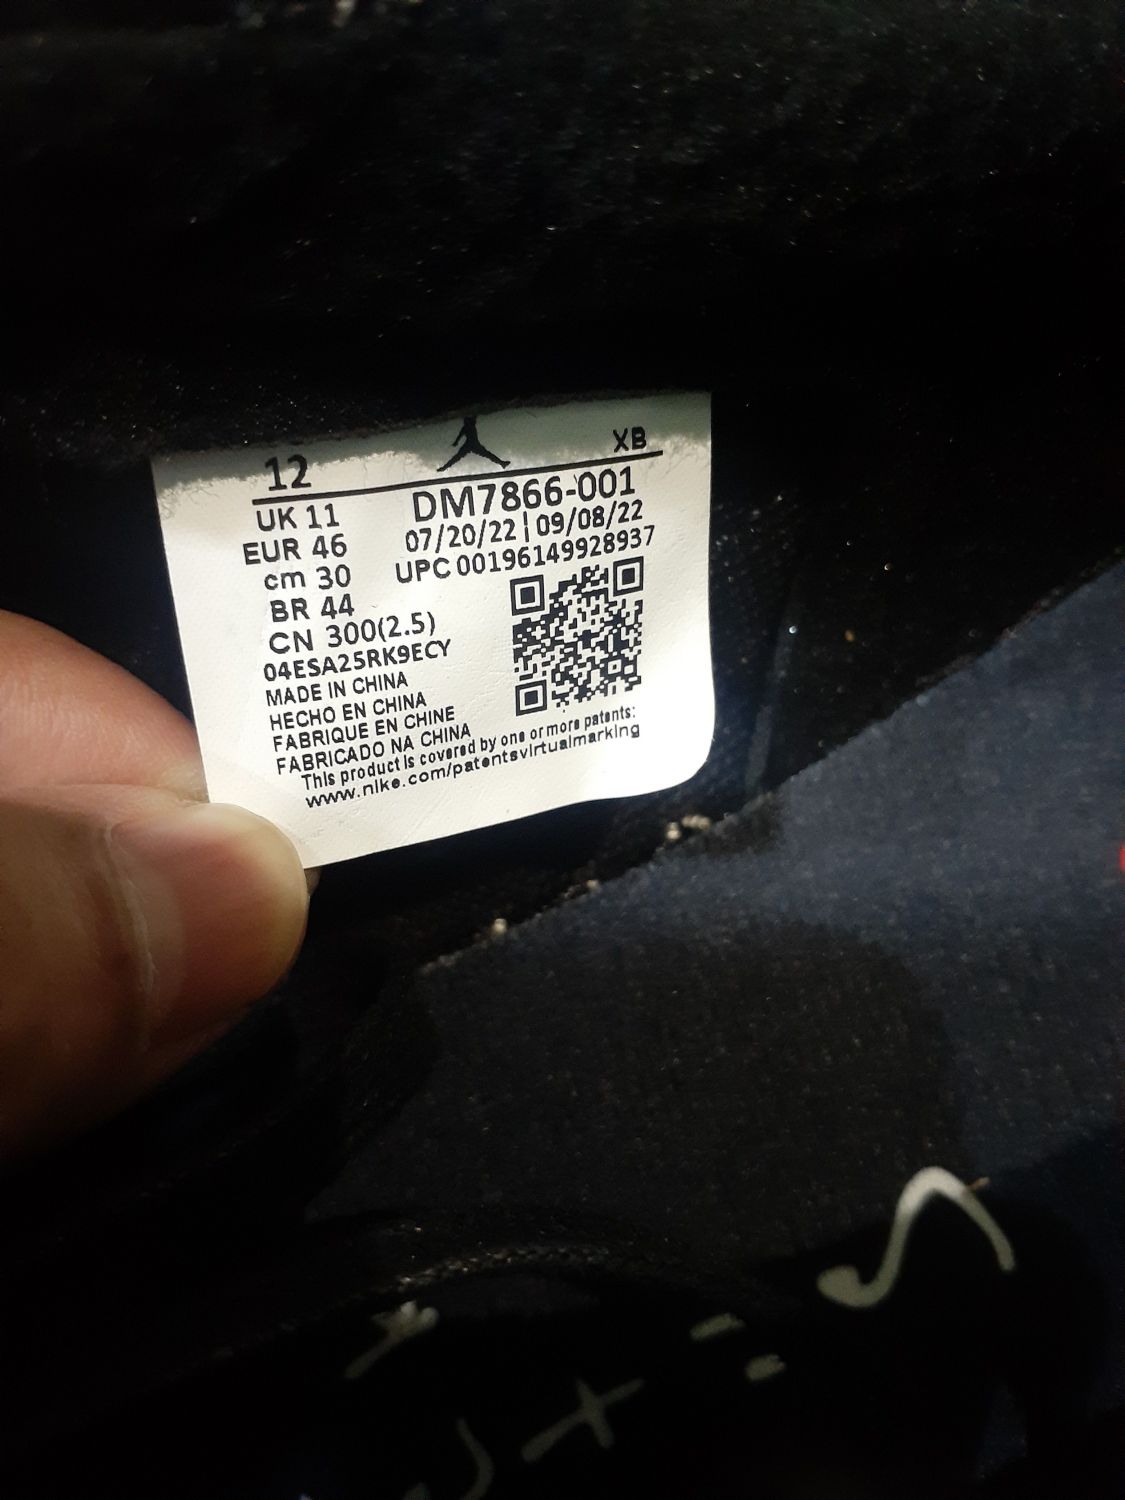 12 XB
UK 11 DM7866-001
EUR 46 07/20/22 | 09/08/22
cm 30 UPC 00196149928937
BR 44
CN 300(2.5)
04ESA25RK9ECY
MADE IN CHINA
HECHO EN CHINA
FABRIQUE EN CHINE
FABRICADO NA CHINA
This product is covered by one or more patents:
www.nike.com/patentsvirtualmarking